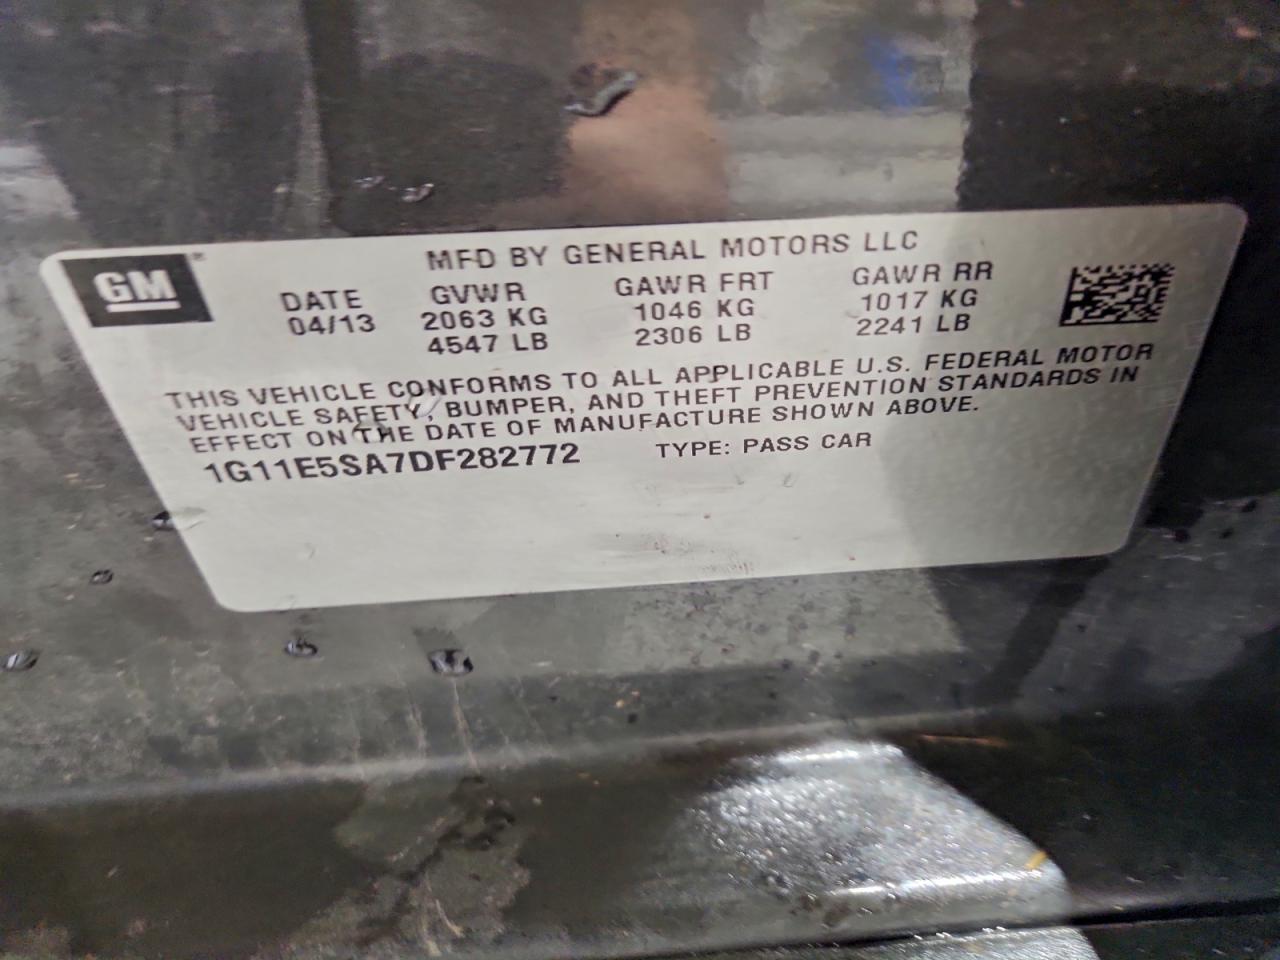 GM®
MFD BY GENERAL MOTORS LLC
DATE GVWR GAWR FRT GAWR RR
04/13 2063 KG 1046 KG 1017 KG
4547 LB 2306 LB 2241 LB
THIS VEHICLE CONFORMS TO ALL APPLICABLE U.S. FEDERAL MOTOR
VEHICLE SAFETY, BUMPER, AND THEFT PREVENTION STANDARDS IN
EFFECT ON THE DATE OF MANUFACTURE SHOWN ABOVE.
1G11E5SA7DF282772 TYPE: PASS CAR